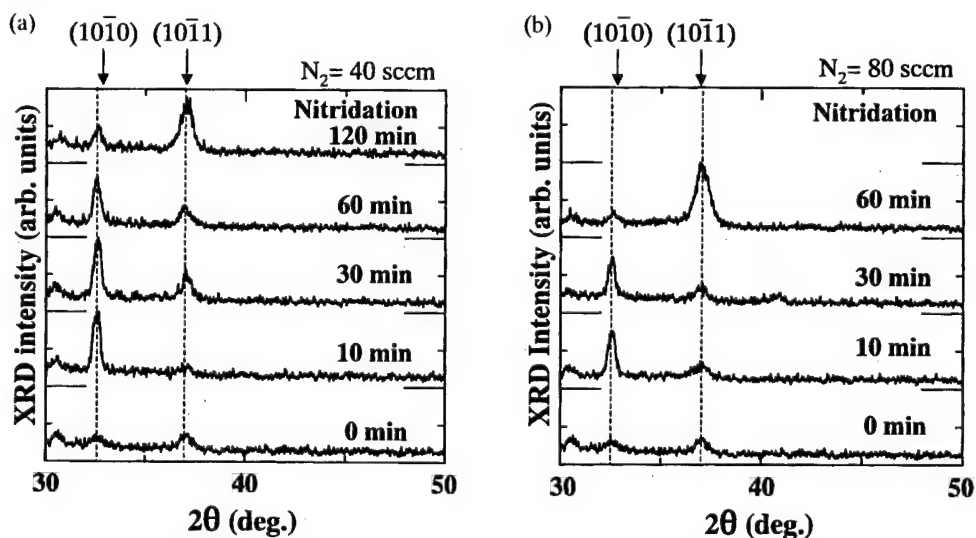 (a)
(101̄0) (101̄1)
N₂= 40 sccm
Nitridation
120 min
60 min
30 min
10 min
0 min
XRD intensity (arb. units)
30 40 50
2θ (deg.)
(b)
(101̄0) (101̄1)
N₂= 80 sccm
Nitridation
60 min
30 min
10 min
0 min
XRD Intensity (arb. units)
30 40 50
2θ (deg.)